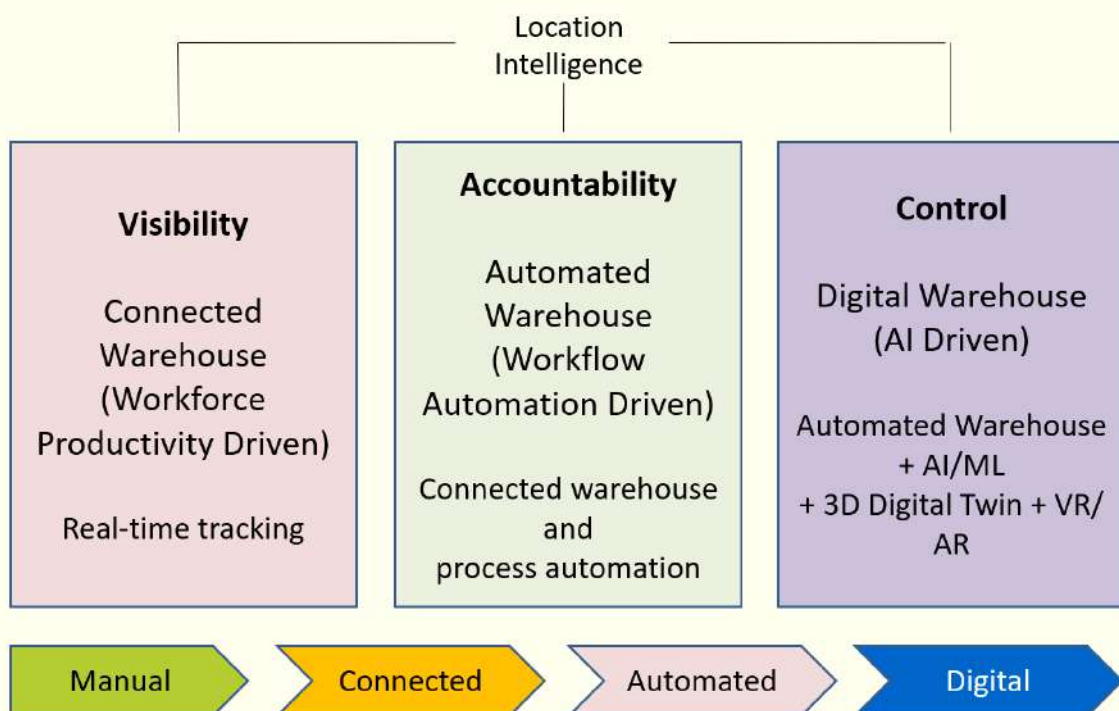 Location
Intelligence
Visibility
Connected
Warehouse
(Workforce
Productivity Driven)
Real-time tracking
Accountability
Automated
Warehouse
(Workflow
Automation Driven)
Connected warehouse
and
process automation
Control
Digital Warehouse
(AI Driven)
Automated Warehouse
+ AI/ML
+ 3D Digital Twin + VR/
AR
Manual
Connected
Automated
Digital